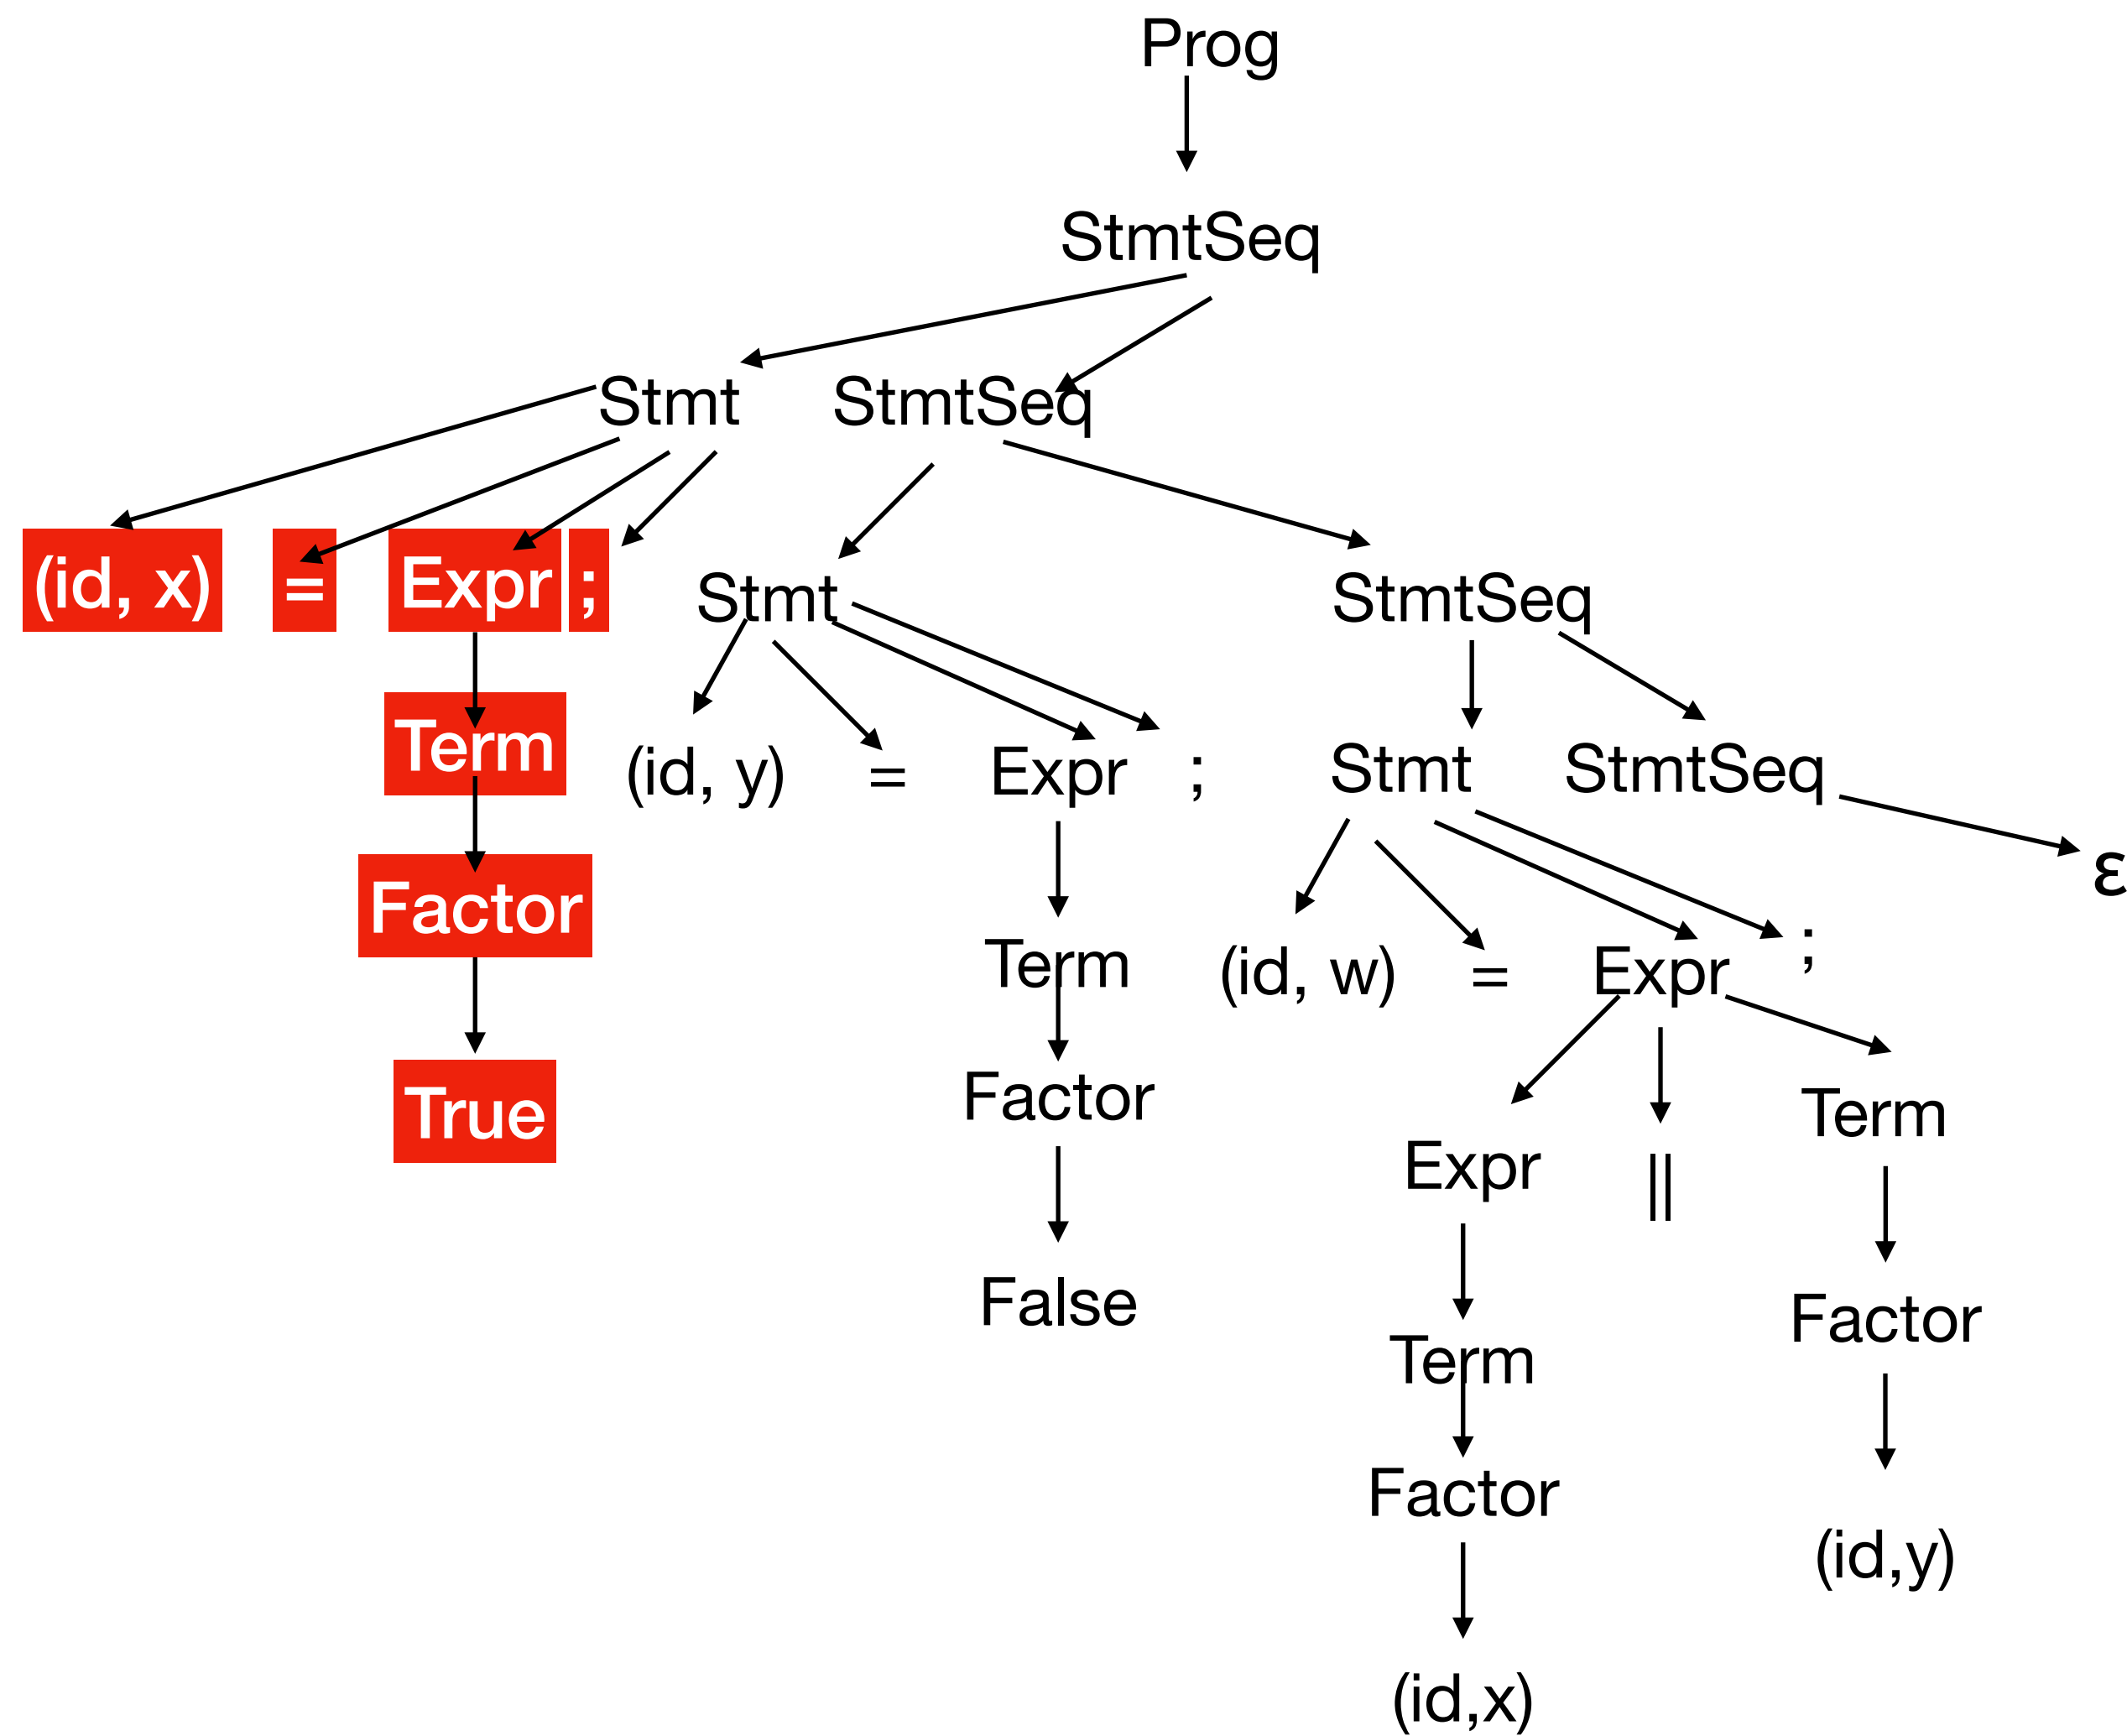 Prog
StmtSeq
Stmt StmtSeq
(id, x) = Expr ; Stmt StmtSeq
Term (id, y) = Expr ; Stmt StmtSeq
Factor ε
Term (id, w) = Expr ;
True Factor Expr || Term
False Term Factor
Factor (id,y)
(id,x)